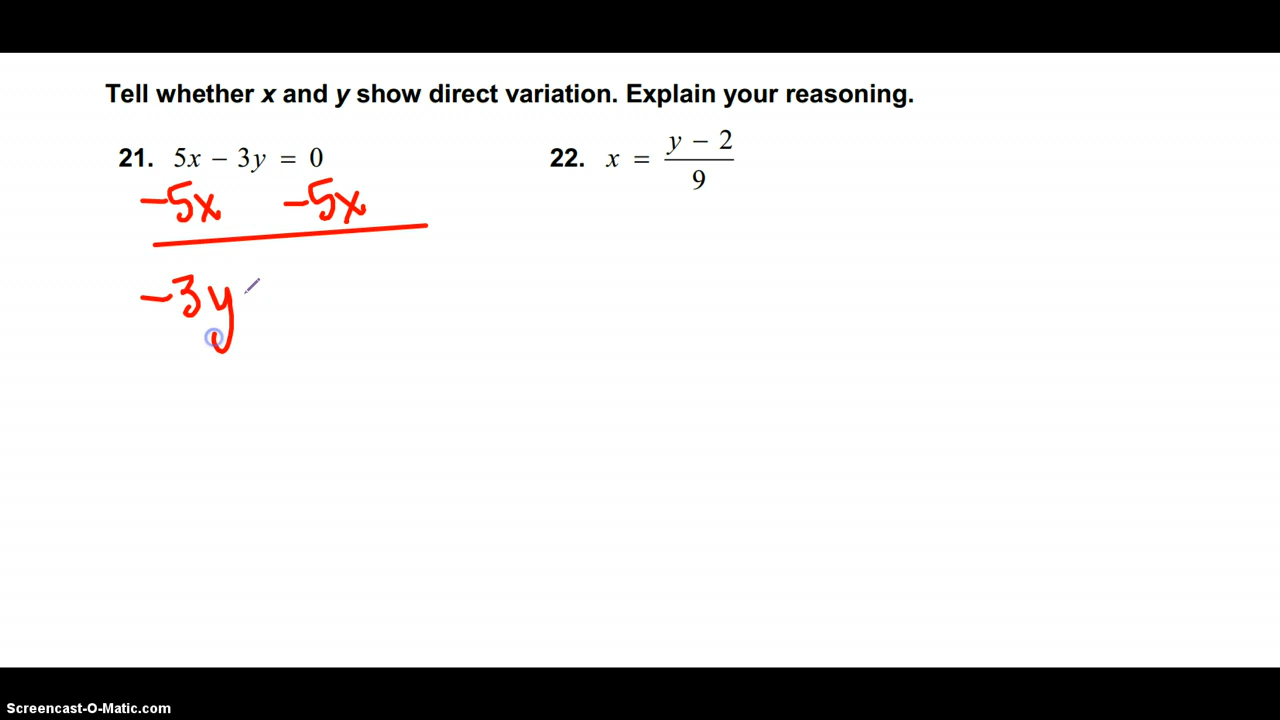 Tell whether x and y show direct variation. Explain your reasoning.
21. 5x − 3y = 0
22. x = (y − 2)/9
−5x −5x
−3y
Screencast-O-Matic.com